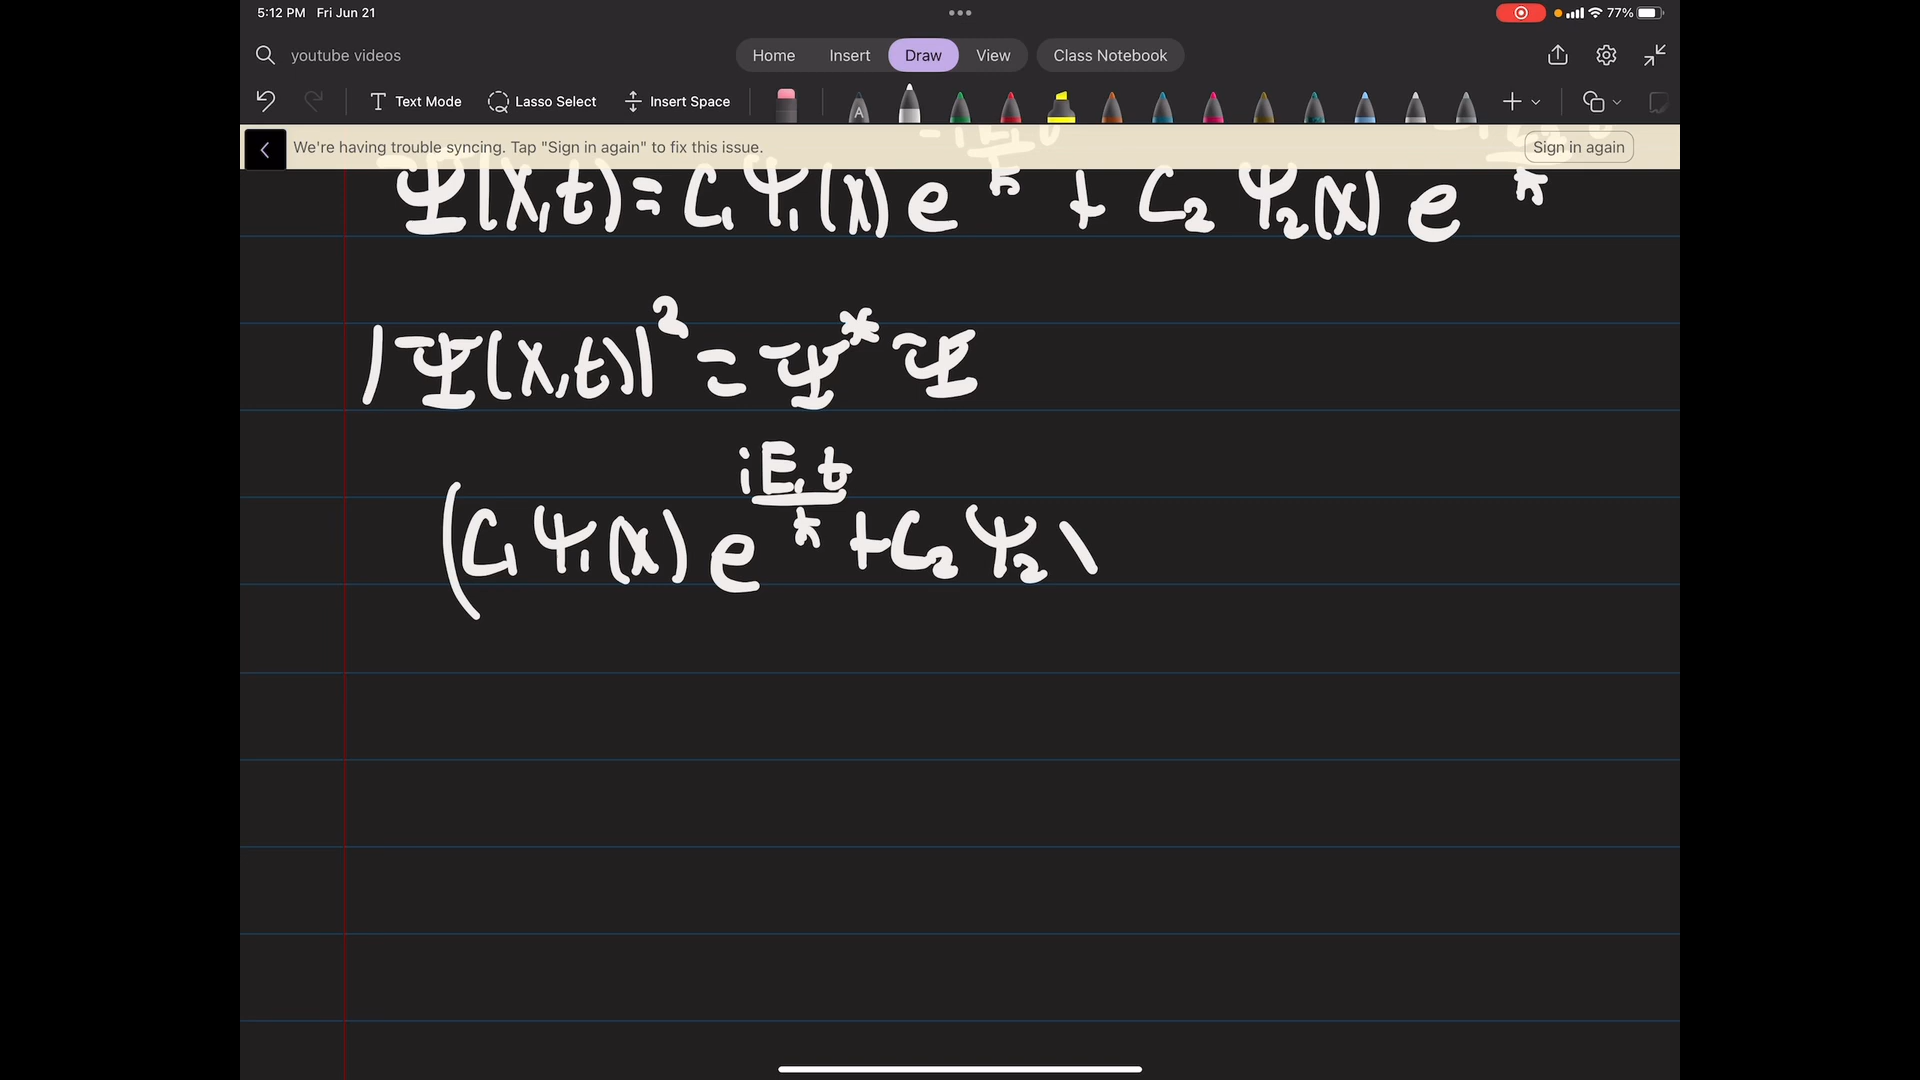 5:12 PM Fri Jun 21
77%
youtube videos
Home Insert Draw View Class Notebook
Text Mode Lasso Select Insert Space
A
We're having trouble syncing. Tap "Sign in again" to fix this issue. Sign in again
Ψ(x,t) = C₁ψ₁(x) e^(-iE₁t/ħ) + C₂ψ₂(x) e ħ
|Ψ(x,t)|² = Ψ*Ψ
(C₁ψ₁(x) e^(iE₁t/ħ) + C₂ψ₂ \